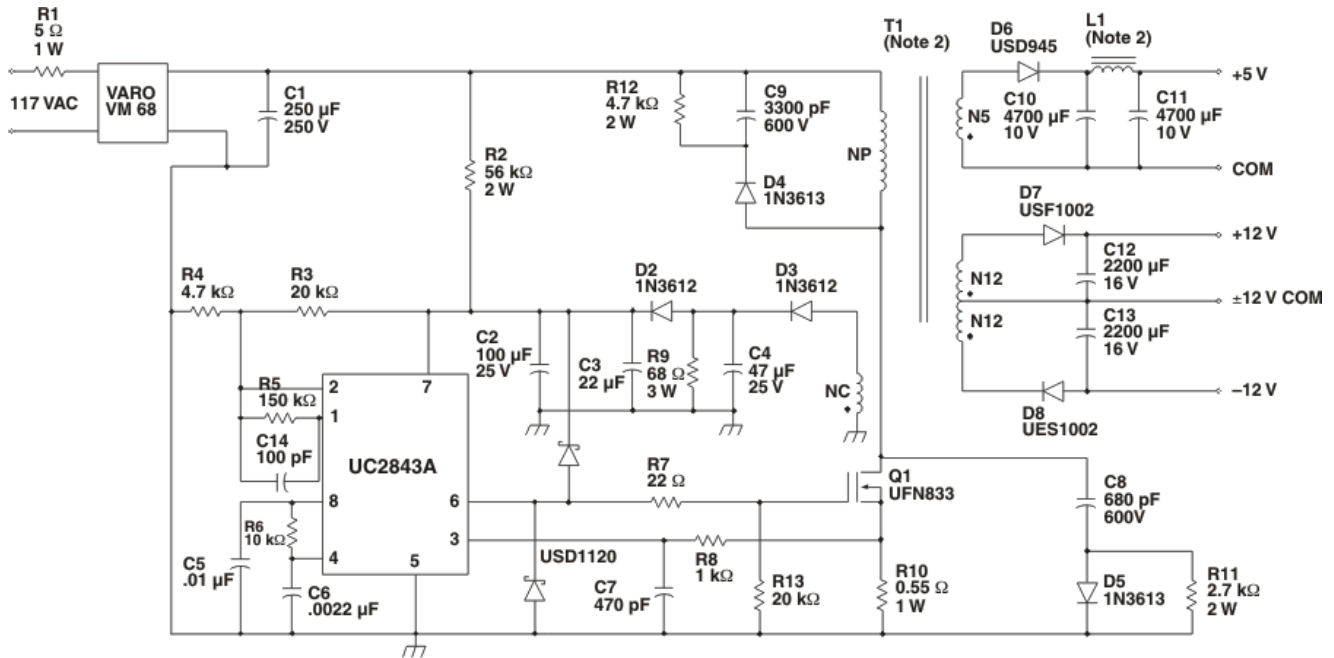 R1
5 Ω
1 W
117 VAC
VARO
VM 68
C1
250 µF
250 V
R2
56 kΩ
2 W
R12
4.7 kΩ
2 W
C9
3300 pF
600 V
D4
1N3613
NP
T1
(Note 2)
D6
USD945
L1
(Note 2)
N5
C10
4700 µF
10 V
C11
4700 µF
10 V
+5 V
COM
D7
USF1002
N12
N12
C12
2200 µF
16 V
C13
2200 µF
16 V
+12 V
±12 V COM
–12 V
D8
UES1002
R4
4.7 kΩ
R3
20 kΩ
D2
1N3612
D3
1N3612
C2
100 µF
25 V
C3
22 µF
R9
68 Ω
3 W
C4
47 µF
25 V
NC
R5
150 kΩ
C14
100 pF
2
7
1
UC2843A
8
6
4
5
3
R6
10 kΩ
C5
.01 µF
C6
.0022 µF
USD1120
R7
22 Ω
Q1
UFN833
R8
1 kΩ
C7
470 pF
R13
20 kΩ
R10
0.55 Ω
1 W
C8
680 pF
600V
D5
1N3613
R11
2.7 kΩ
2 W